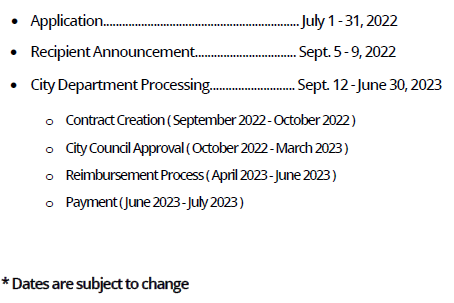 • Application.............................................................. July 1 - 31, 2022
• Recipient Announcement................................ Sept. 5 - 9, 2022
• City Department Processing........................... Sept. 12 - June 30, 2023
o Contract Creation ( September 2022 - October 2022 )
o City Council Approval ( October 2022 - March 2023 )
o Reimbursement Process ( April 2023 - June 2023 )
o Payment ( June 2023 - July 2023 )
* Dates are subject to change